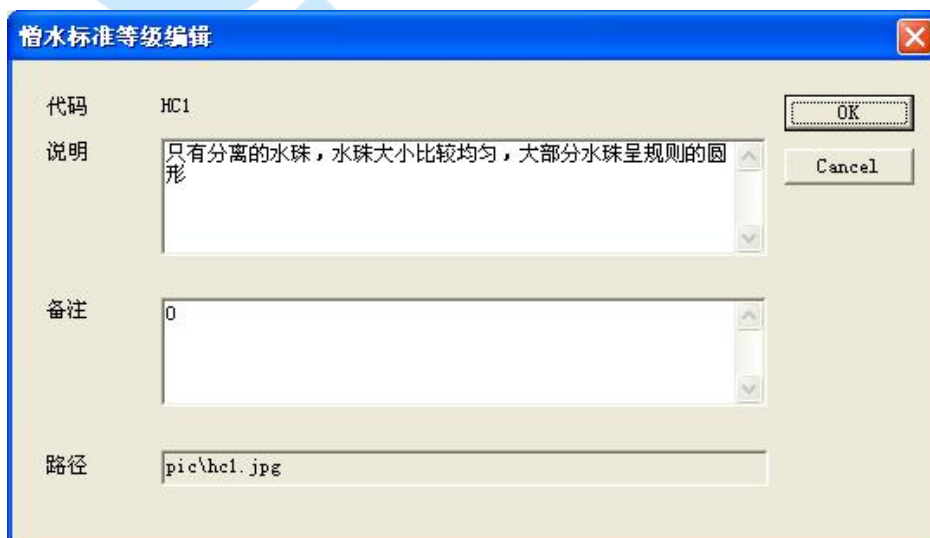 憎水标准等级编辑
代码 HC1
OK
说明 只有分离的水珠，水珠大小比较均匀，大部分水珠呈规则的圆
形
Cancel
备注 0
路径 pic\hc1.jpg